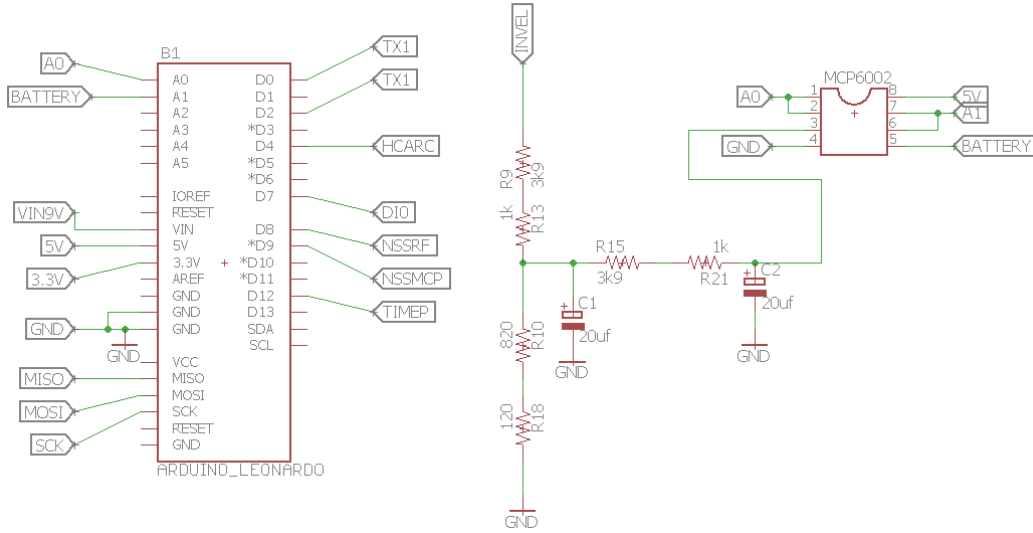 B1
A0
BATTERY
VIN9V
5V
3.3V
GND
GND
MISO
MOSI
SCK
A0
A1
A2
A3
A4
A5
IOREF
RESET
VIN
5V
3.3V
AREF
GND
GND
GND
VCC
MISO
MOSI
SCK
RESET
GND
D0
D1
D2
*D3
D4
*D5
*D6
D7
D8
*D9
*D10
*D11
D12
D13
SDA
SCL
ARDUINO_LEONARDO
TX1
TX1
HCARC
DIO
NSSRF
NSSMCP
TIMEP
INVEL
R9
3k9
1k
R13
R15
3k9
1k
R21
C1
20uf
GND
C2
20uf
GND
820
R10
120
R18
GND
MCP6002
A0
GND
1
2
3
4
8
7
6
5
5V
A1
BATTERY